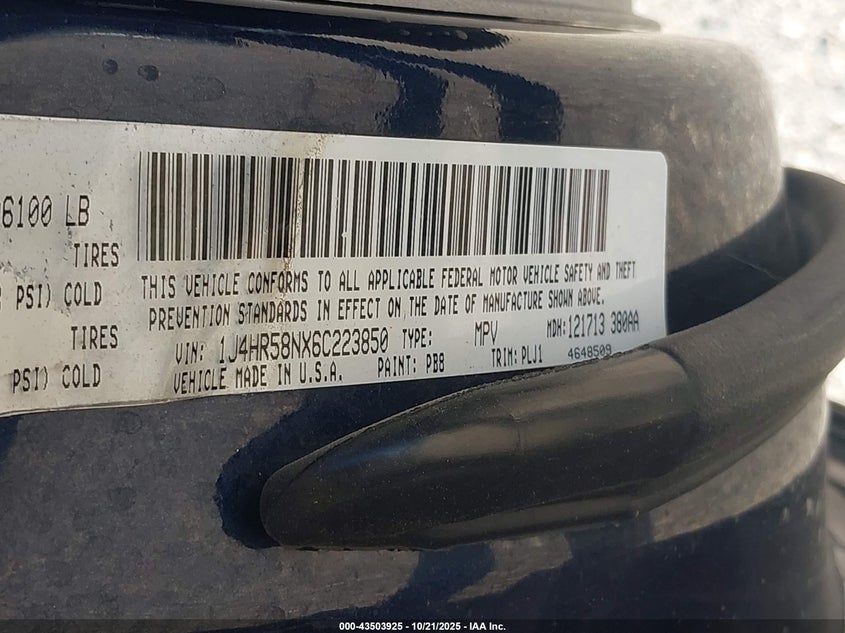 6100 LB
TIRES
PSI) COLD
TIRES
PSI) COLD
THIS VEHICLE CONFORMS TO ALL APPLICABLE FEDERAL MOTOR VEHICLE SAFETY AND THEFT
PREVENTION STANDARDS IN EFFECT ON THE DATE OF MANUFACTURE SHOWN ABOVE.
VIN: 1J4HR58NX6C223850 TYPE: MPV MDH: 121713 380AA
VEHICLE MADE IN U.S.A. PAINT: PB8 TRIM: PLJ1 4648509
000-43503925 - 10/21/2025 - IAA Inc.